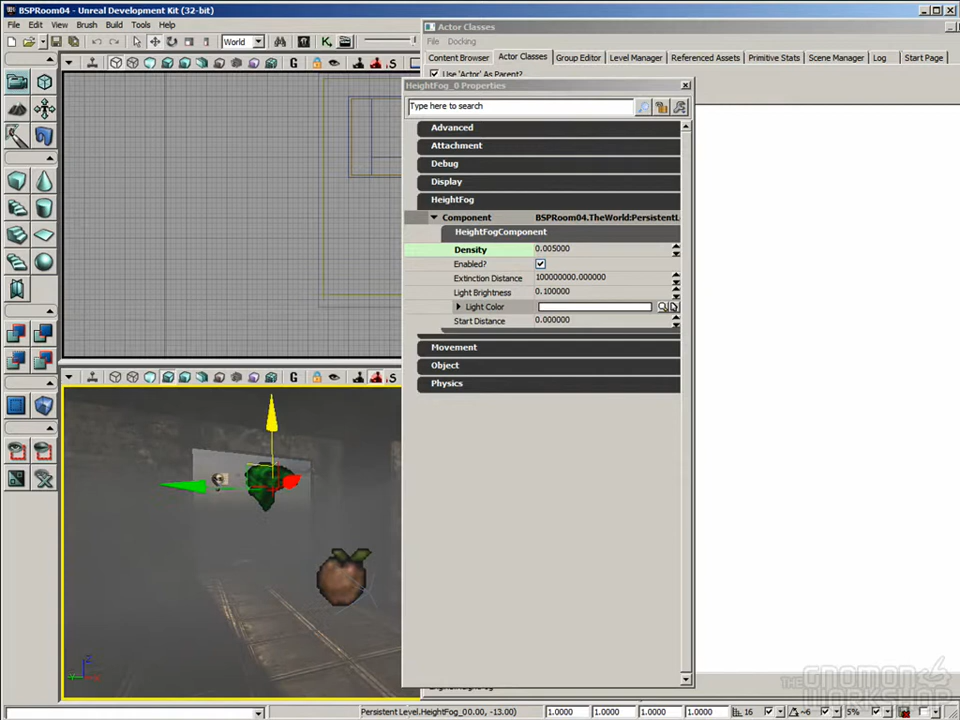 BSPRoom04 - Unreal Development Kit (32-bit)
File Edit View Brush Build Tools Help
World
G
S
Actor Classes
File Docking
Content Browser Actor Classes Group Editor Level Manager Referenced Assets Primitive Stats Scene Manager Log Start Page
Use 'Actor' As Parent?
HeightFog_0 Properties
Type here to search
Advanced
Attachment
Debug
Display
HeightFog
Component BSPRoom04.TheWorld:PersistentL
HeightFogComponent
Density 0.005000
Enabled?
Extinction Distance 100000000.000000
Light Brightness 0.100000
Light Color
Start Distance 0.000000
Movement
Object
Physics
G
S
Z
THE GNOMON
WORKSHOP
Persistent Level.HeightFog_00.00, -13.00) 1.0000 1.0000 1.0000 1.0000 16 ~6 5%